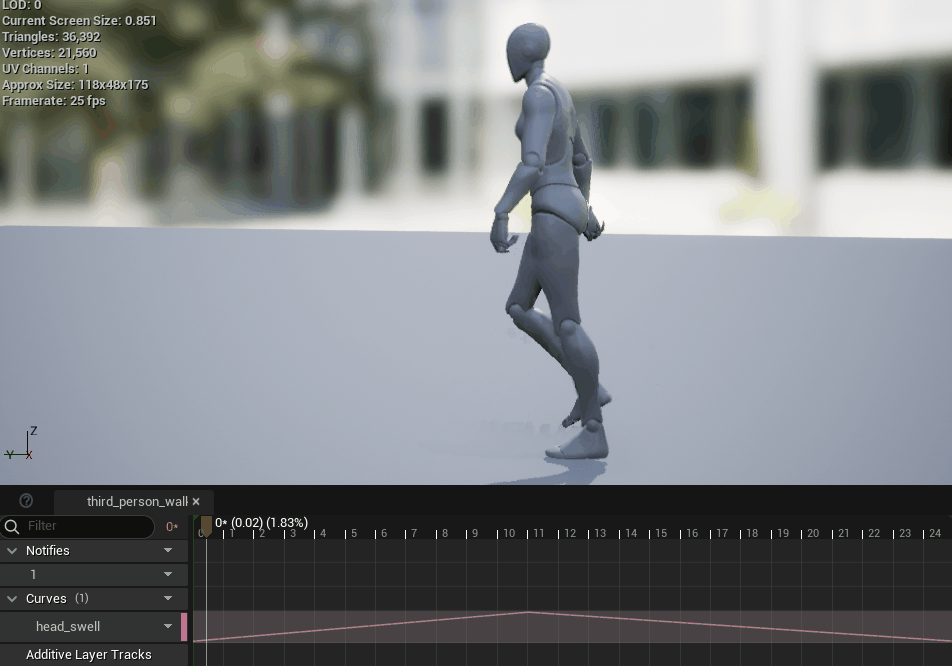 LOD: 0
Current Screen Size: 0.851
Triangles: 36,392
Vertices: 21,560
UV Channels: 1
Approx Size: 118x48x175
Framerate: 25 fps
Z
Y X
third_person_walk ×
Filter 0*
0* (0.02) (1.83%)
0 1 2 3 4 5 6 7 8 9 10 11 12 13 14 15 16 17 18 19 20 21 22 23 24
Notifies
1
Curves (1)
head_swell
Additive Layer Tracks